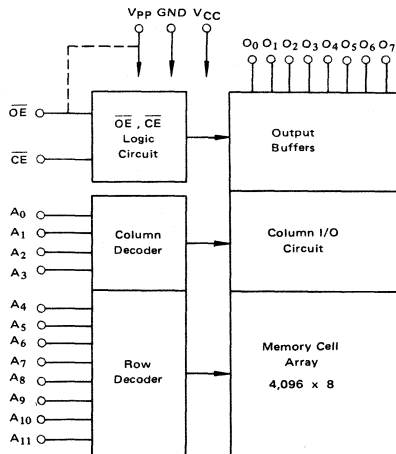 VPP GND VCC
O0 O1 O2 O3 O4 O5 O6 O7
OE
CE
OE , CE
Logic
Circuit
Output
Buffers
A0
A1
A2
A3
Column
Decoder
Column I/O
Circuit
A4
A5
A6
A7
A8
A9
A10
A11
Row
Decoder
Memory Cell
Array
4,096 x 8